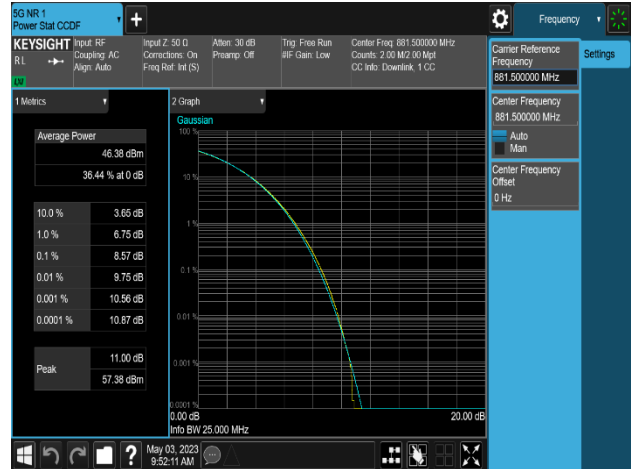 5G NR 1
Power Stat CCDF
Frequency
KEYSIGHT
RL
Input: RF
Coupling: AC
Align: Auto
Input Z: 50 Ω
Corrections: On
Freq Ref: Int (S)
Atten: 30 dB
Preamp: Off
Trig: Free Run
#IF Gain: Low
Center Freq: 881.500000 MHz
Counts: 2.00 M/2.00 Mpt
CC Info: Downlink, 1 CC
Carrier Reference
Frequency
881.500000 MHz
Settings
Center Frequency
881.500000 MHz
Auto
Man
Center Frequency
Offset
0 Hz
1 Metrics
Average Power
46.38 dBm
36.44 % at 0 dB
10.0 % 3.65 dB
1.0 % 6.75 dB
0.1 % 8.57 dB
0.01 % 9.75 dB
0.001 % 10.56 dB
0.0001 % 10.87 dB
Peak
11.00 dB
57.38 dBm
2 Graph
Gaussian
100 %
10 %
1 %
0.1 %
0.01 %
0.001 %
0.0001 %
0.00 dB 20.00 dB
Info BW 25.000 MHz
May 03, 2023
9:52:11 AM